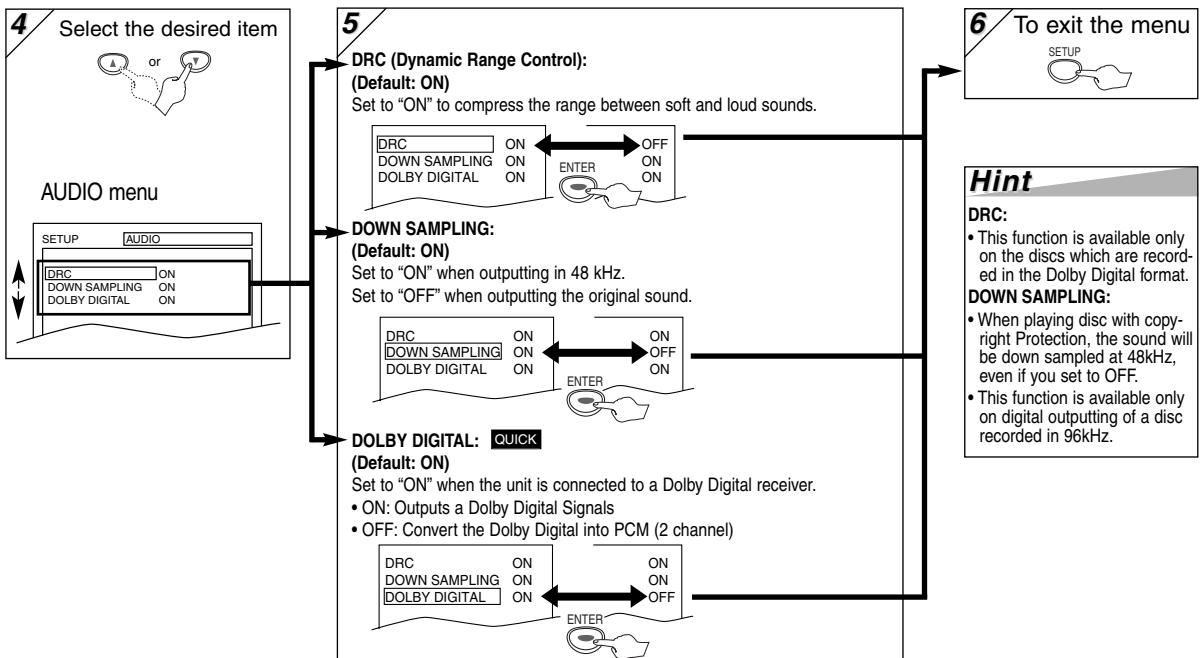 4 Select the desired item
or
AUDIO menu
SETUP AUDIO
DRC ON
DOWN SAMPLING ON
DOLBY DIGITAL ON
5
DRC (Dynamic Range Control):
(Default: ON)
Set to “ON” to compress the range between soft and loud sounds.
DRC ON OFF
DOWN SAMPLING ON ON
DOLBY DIGITAL ON ON
ENTER
DOWN SAMPLING:
(Default: ON)
Set to “ON” when outputting in 48 kHz.
Set to “OFF” when outputting the original sound.
DRC ON ON
DOWN SAMPLING ON OFF
DOLBY DIGITAL ON ON
ENTER
DOLBY DIGITAL: QUICK
(Default: ON)
Set to “ON” when the unit is connected to a Dolby Digital receiver.
• ON: Outputs a Dolby Digital Signals
• OFF: Convert the Dolby Digital into PCM (2 channel)
DRC ON ON
DOWN SAMPLING ON ON
DOLBY DIGITAL ON OFF
ENTER
6 To exit the menu
SETUP
Hint
DRC:
• This function is available only
on the discs which are record-
ed in the Dolby Digital format.
DOWN SAMPLING:
• When playing disc with copy-
right Protection, the sound will
be down sampled at 48kHz,
even if you set to OFF.
• This function is available only
on digital outputting of a disc
recorded in 96kHz.